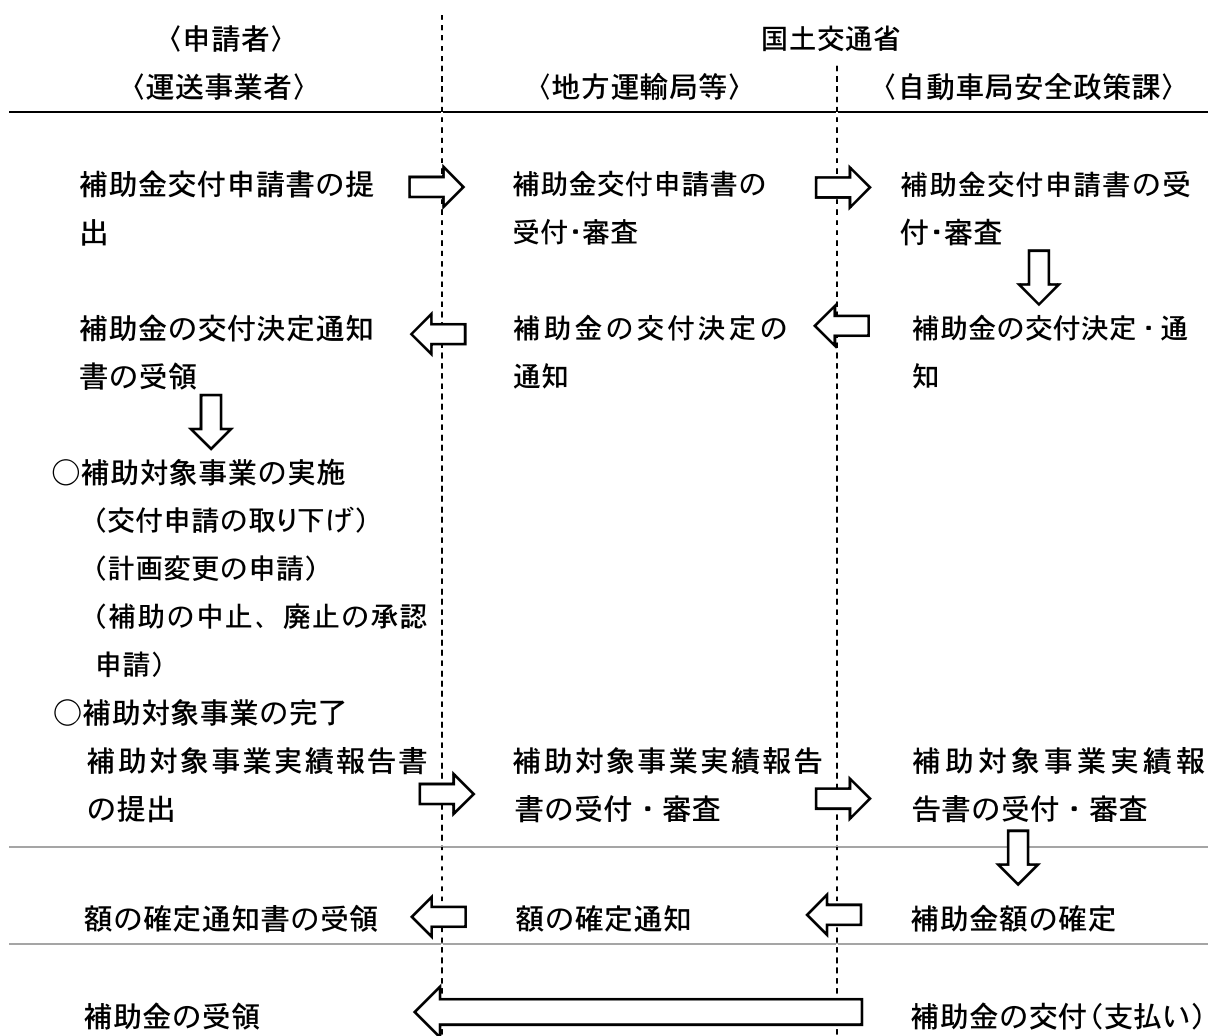 〈申請者〉
国土交通省
〈運送事業者〉
〈地方運輸局等〉
〈自動車局安全政策課〉
補助金交付申請書の提
出
補助金交付申請書の
受付・審査
補助金交付申請書の受
付・審査
補助金の交付決定通知
書の受領
補助金の交付決定の
通知
補助金の交付決定・通
知
○補助対象事業の実施
（交付申請の取り下げ）
（計画変更の申請）
（補助の中止、廃止の承認
申請）
○補助対象事業の完了
補助対象事業実績報告書
の提出
補助対象事業実績報告
書の受付・審査
補助対象事業実績報
告書の受付・審査
額の確定通知書の受領
額の確定通知
補助金額の確定
補助金の受領
補助金の交付（支払い）